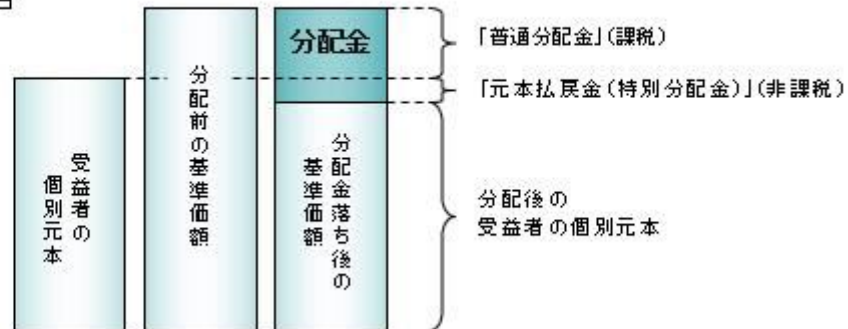 受益者の
個別元本
分配前の基準価額
分配金
分配金落ち後の
基準価額
「普通分配金」(課税)
「元本払戻金(特別分配金)」(非課税)
分配後の
受益者の個別元本